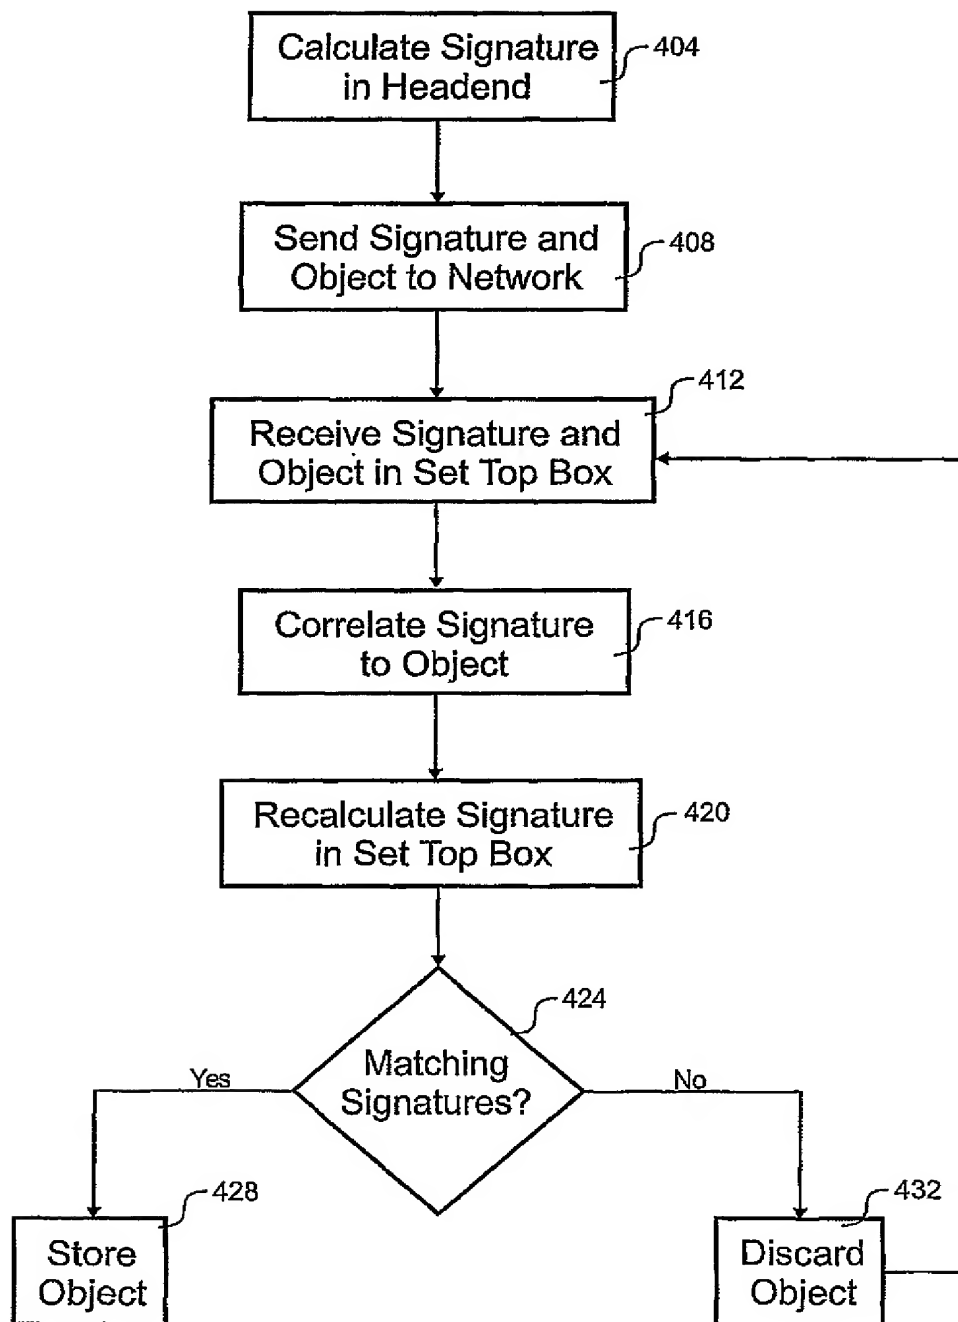 Calculate Signature
in Headend
404
Send Signature and
Object to Network
408
412
Receive Signature and
Object in Set Top Box
Correlate Signature
to Object
416
Recalculate Signature
in Set Top Box
420
424
Matching
Signatures?
Yes
No
428
Store
Object
432
Discard
Object